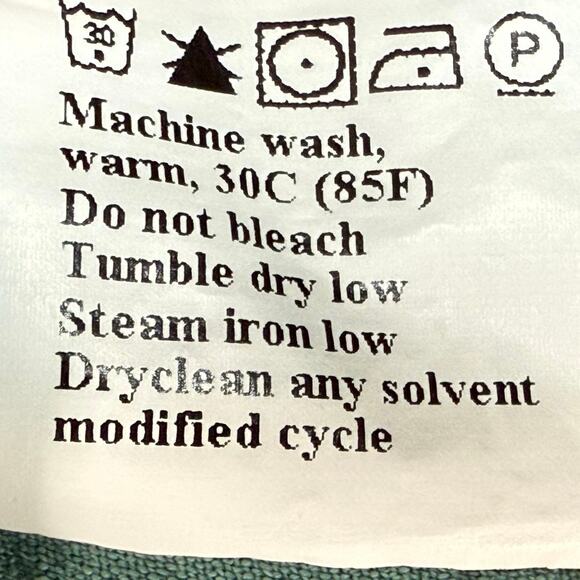 30 P
Machine wash,
warm, 30C (85F)
Do not bleach
Tumble dry low
Steam iron low
Dryclean any solvent
modified cycle